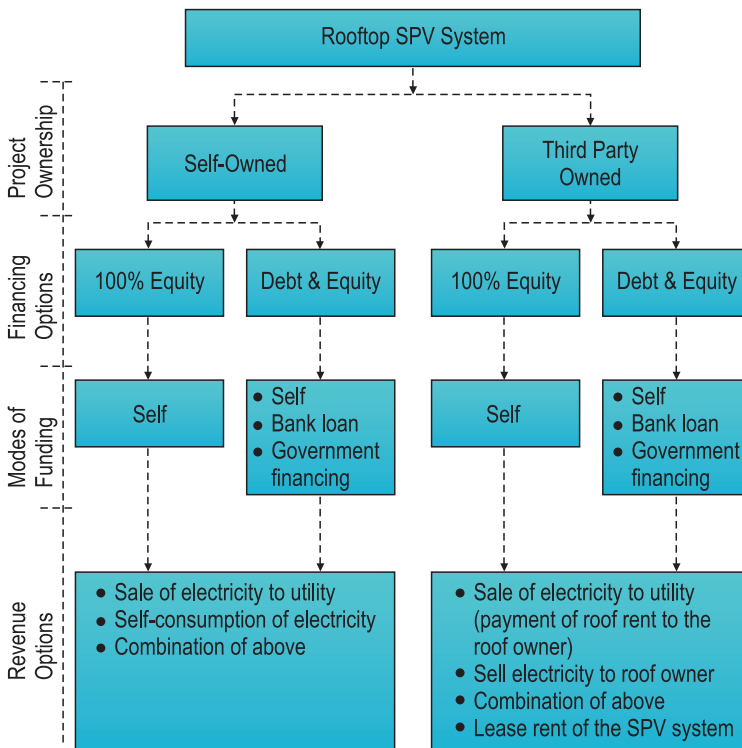 Rooftop SPV System
Project
Ownership
Self-Owned
Third Party
Owned
Financing
Options
100% Equity
Debt & Equity
100% Equity
Debt & Equity
Modes of
Funding
Self
● Self
● Bank loan
● Government
financing
Self
● Self
● Bank loan
● Government
financing
Revenue
Options
● Sale of electricity to utility
● Self-consumption of electricity
● Combination of above
● Sale of electricity to utility
(payment of roof rent to the
roof owner)
● Sell electricity to roof owner
● Combination of above
● Lease rent of the SPV system